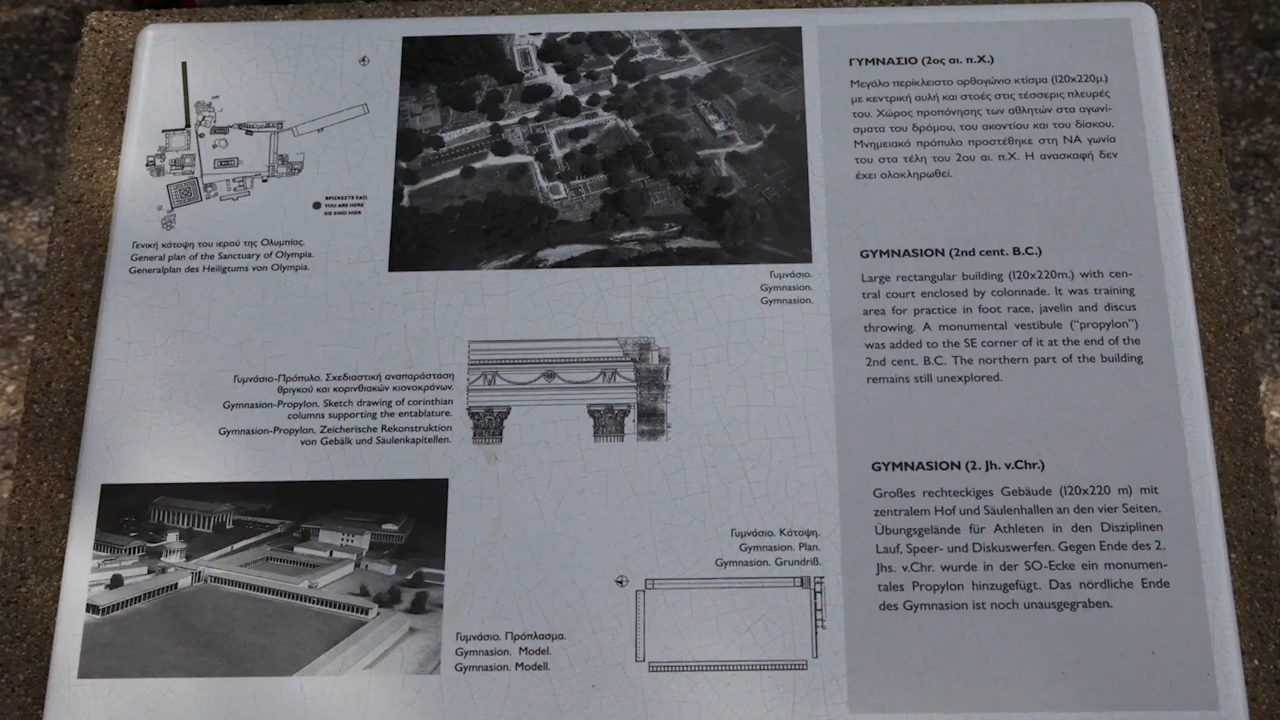 ΒΡΙΣΚΕΣΤΕ ΕΔΩ
YOU ARE HERE
SIE SIND HIER
Γενική κάτοψη του ιερού της Ολυμπίας.
General plan of the Sanctuary of Olympia.
Generalplan des Heiligtums von Olympia.
Γυμνάσιο.
Gymnasion.
Gymnasion.
Γυμνάσιο-Πρόπυλο. Σχεδιαστική αναπαράσταση
θριγκού και κορινθιακών κιονοκράνων.
Gymnasion-Propylon. Sketch drawing of corinthian
columns supporting the entablature.
Gymnasion-Propylon. Zeicherische Rekonstruktion
von Gebälk und Säulenkapitellen.
Γυμνάσιο. Πρόπλασμα.
Gymnasion. Model.
Gymnasion. Modell.
Γυμνάσιο. Κάτοψη.
Gymnasion. Plan.
Gymnasion. Grundriß.
ΓΥΜΝΑΣΙΟ (2ος αι. π.Χ.)
Μεγάλο περίκλειστο ορθογώνιο κτίσμα (120x220μ.)
με κεντρική αυλή και στοές στις τέσσερις πλευρές
του. Χώρος προπόνησης των αθλητών στα αγωνί-
σματα του δρόμου, του ακοντίου και του δίσκου.
Μνημειακό πρόπυλο προστέθηκε στη ΝΑ γωνία
του στα τέλη του 2ου αι. π.Χ. Η ανασκαφή δεν
έχει ολοκληρωθεί.
GYMNASION (2nd cent. B.C.)
Large rectangular building (120x220m.) with cen-
tral court enclosed by colonnade. It was training
area for practice in foot race, javelin and discus
throwing. A monumental vestibule ("propylon")
was added to the SE corner of it at the end of the
2nd cent. B.C. The northern part of the building
remains still unexplored.
GYMNASION (2. Jh. v.Chr.)
Großes rechteckiges Gebäude (120x220 m) mit
zentralem Hof und Säulenhallen an den vier Seiten.
Übungsgelände für Athleten in den Disziplinen
Lauf, Speer- und Diskuswerfen. Gegen Ende des 2.
Jhs. v.Chr. wurde in der SO-Ecke ein monumen-
tales Propylon hinzugefügt. Das nördliche Ende
des Gymnasion ist noch unausgegraben.